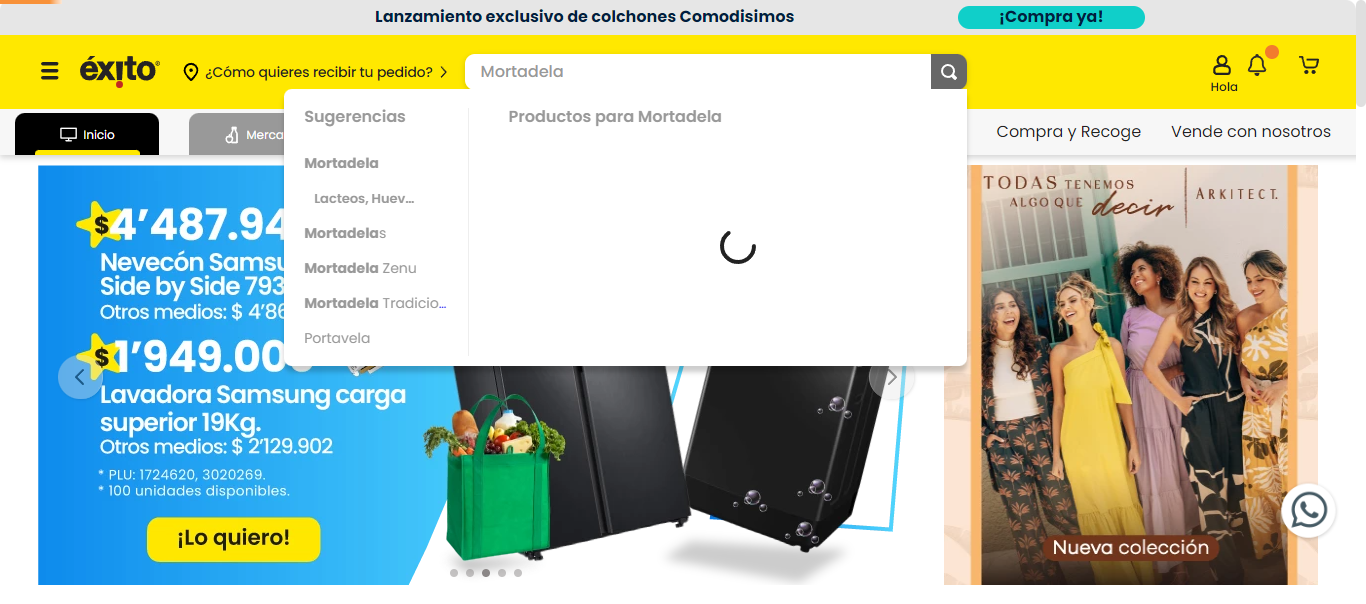 Lanzamiento exclusivo de colchones Comodisimos
¡Compra ya!
éxito
¿Cómo quieres recibir tu pedido?
Mortadela
Hola
Inicio
Merca
Compra y Recoge
Vende con nosotros
Sugerencias
Mortadela
Lacteos, Huev...
Mortadelas
Mortadela Zenu
Mortadela Tradicio...
Portavela
Productos para Mortadela
$4’487.94
Nevecón Samsu
Side by Side 793
Otros medios: $ 4’86
$1’949.00
Lavadora Samsung carga
superior 19Kg.
Otros medios: $ 2’129.902
* PLU: 1724620, 3020269.
* 100 unidades disponibles.
¡Lo quiero!
TODAS TENEMOS
ALGO QUE decir
ARKITECT.
Nueva colección